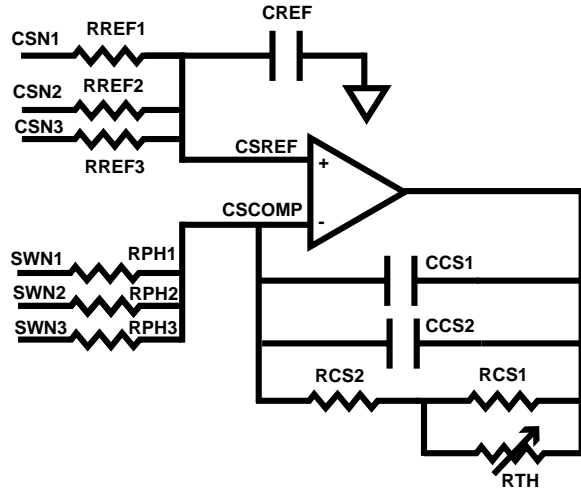 CREF
CSN1 RREF1
CSN2 RREF2
CSN3
RREF3
CSREF +
CSCOMP -
SWN1 RPH1
SWN2 RPH2
SWN3 RPH3
CCS1
CCS2
RCS2 RCS1
RTH